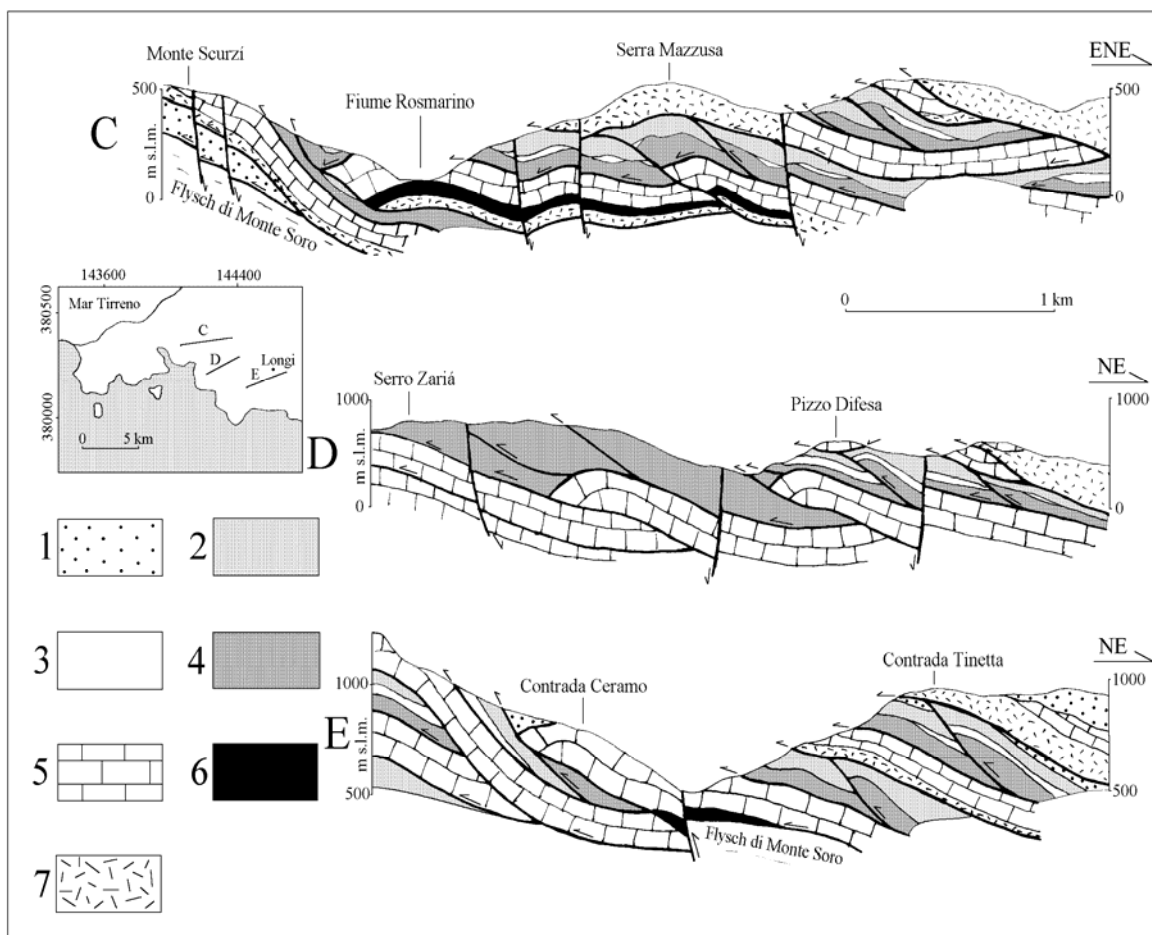 Monte Scurzí
Serra Mazzusa
ENE
500
Fiume Rosmarino
500
C
m s.l.m.
0
0
Flysch di Monte Soro
143600
144400
0
1 km
380500
Mar Tirreno
C
D
Longi
E
380000
0
5 km
Serro Zariá
NE
1000
Pizzo Difesa
1000
D
m s.l.m.
0
0
1
2
3
4
Contrada Tinetta
NE
Contrada Ceramo
1000
1000
5
6
E
m s.l.m.
500
500
Flysch di Monte Soro
7